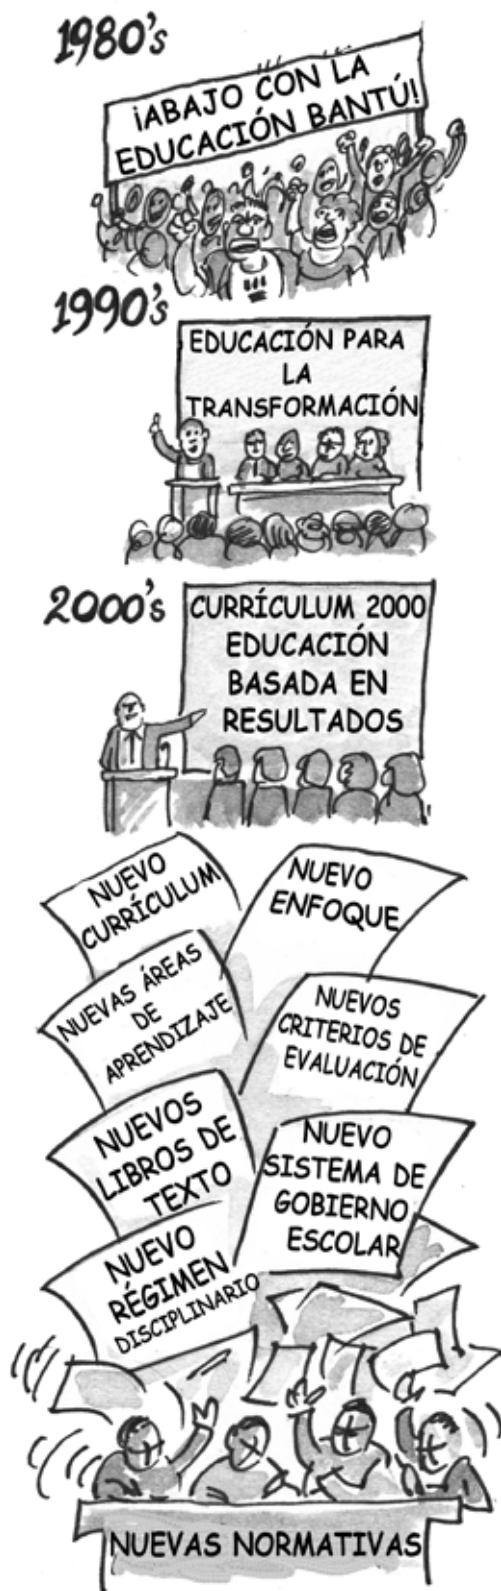 1980's
¡ABAJO CON LA
EDUCACIÓN BANTÚ!
1990's
EDUCACIÓN PARA
LA
TRANSFORMACIÓN
2000's
CURRÍCULUM 2000
EDUCACIÓN
BASADA EN
RESULTADOS
NUEVO
CURRÍCULUM
NUEVO
ENFOQUE
NUEVAS ÁREAS
DE
APRENDIZAJE
NUEVOS
CRITERIOS DE
EVALUACIÓN
NUEVOS
LIBROS DE
TEXTO
NUEVO
SISTEMA DE
GOBIERNO
ESCOLAR
NUEVO
RÉGIMEN
DISCIPLINARIO
NUEVAS NORMATIVAS